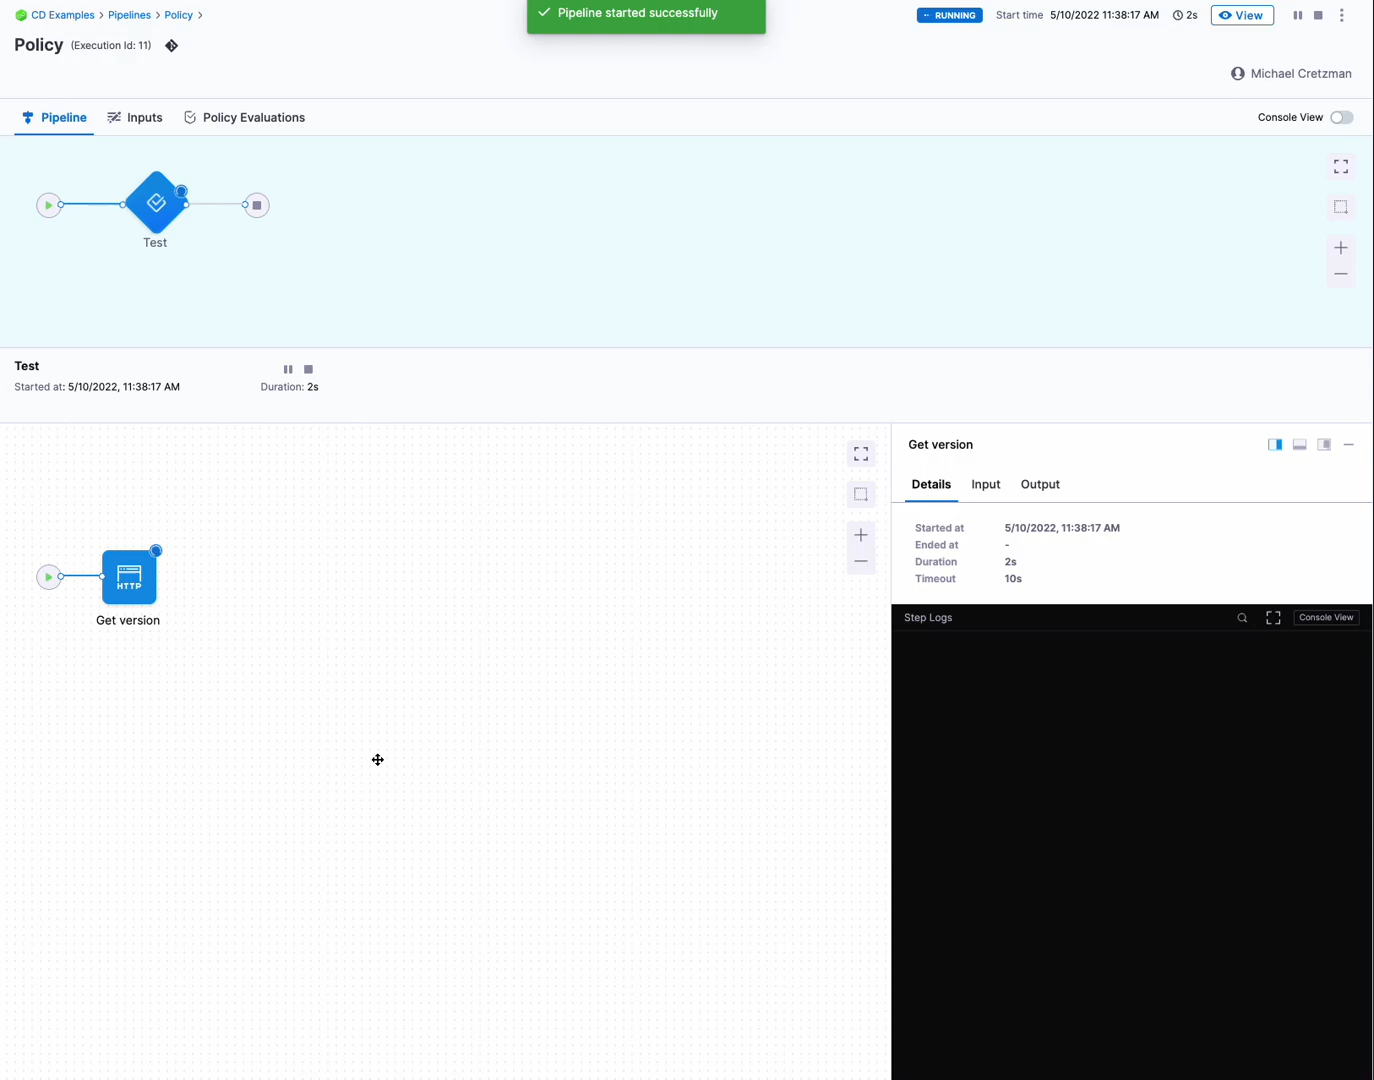 CD Examples > Pipelines > Policy >
Pipeline started successfully
RUNNING
Start time 5/10/2022 11:38:17 AM
2s
View
Policy (Execution Id: 11)
Michael Cretzman
Pipeline
Inputs
Policy Evaluations
Console View
Test
Test
Started at: 5/10/2022, 11:38:17 AM
Duration: 2s
Get version
Details
Input
Output
Started at 5/10/2022, 11:38:17 AM
Ended at -
Duration 2s
Timeout 10s
HTTP
Get version
Step Logs
Console View